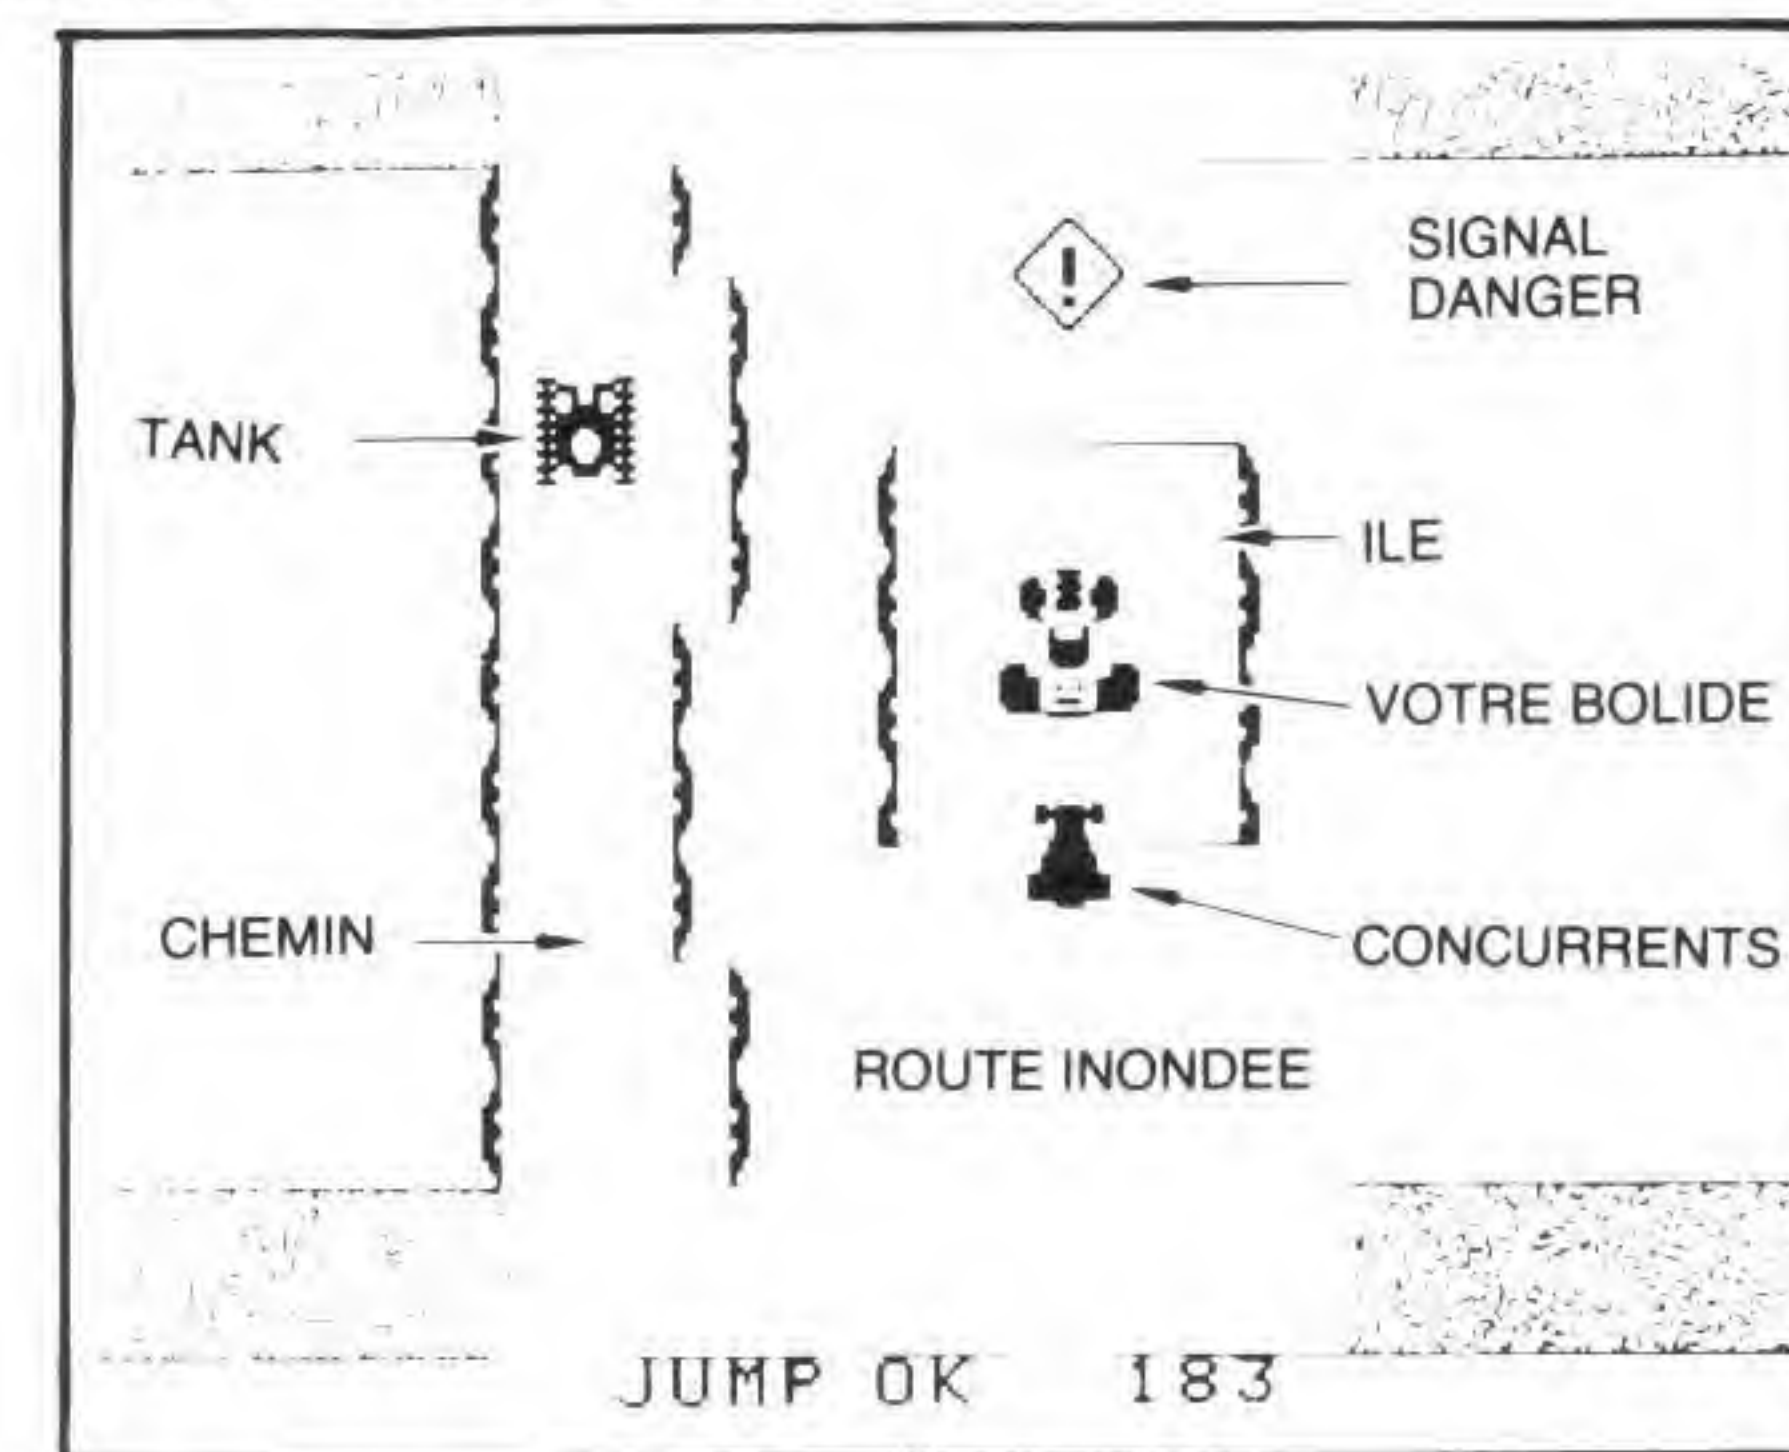 SIGNAL
DANGER
!
TANK
ILE
VOTRE BOLIDE
CHEMIN
CONCURRENTS
ROUTE INONDEE
JUMP OK 183